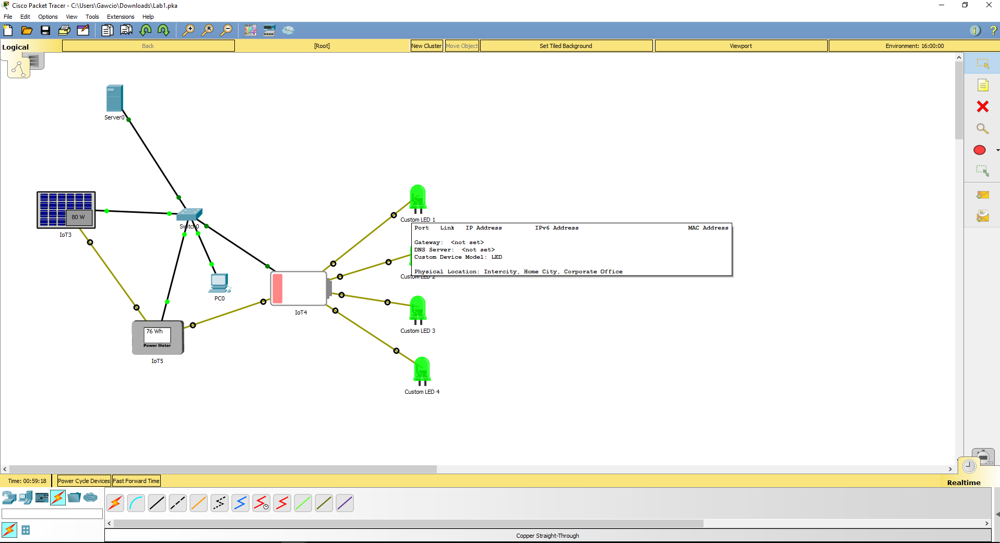 Cisco Packet Tracer - C:\Users\Gawcio\Downloads\Lab1.pka
File Edit Options View Tools Extensions Help
Logical
Back
[Root]
New Cluster
Move Object
Set Tiled Background
Viewport
Environment: 16:00:00
Server0
80 W
IoT3
Switch0
PC0
IoT4
76 Wh
Power Meter
IoT5
Custom LED 1
Port Link IP Address IPv6 Address MAC Address
Gateway: <not set>
DNS Server: <not set>
Custom Device Model: LED
Physical Location: Intercity, Home City, Corporate Office
Custom LED 2
Custom LED 3
Custom LED 4
Time: 00:59:18
Power Cycle Devices
Fast Forward Time
Realtime
Copper Straight-Through